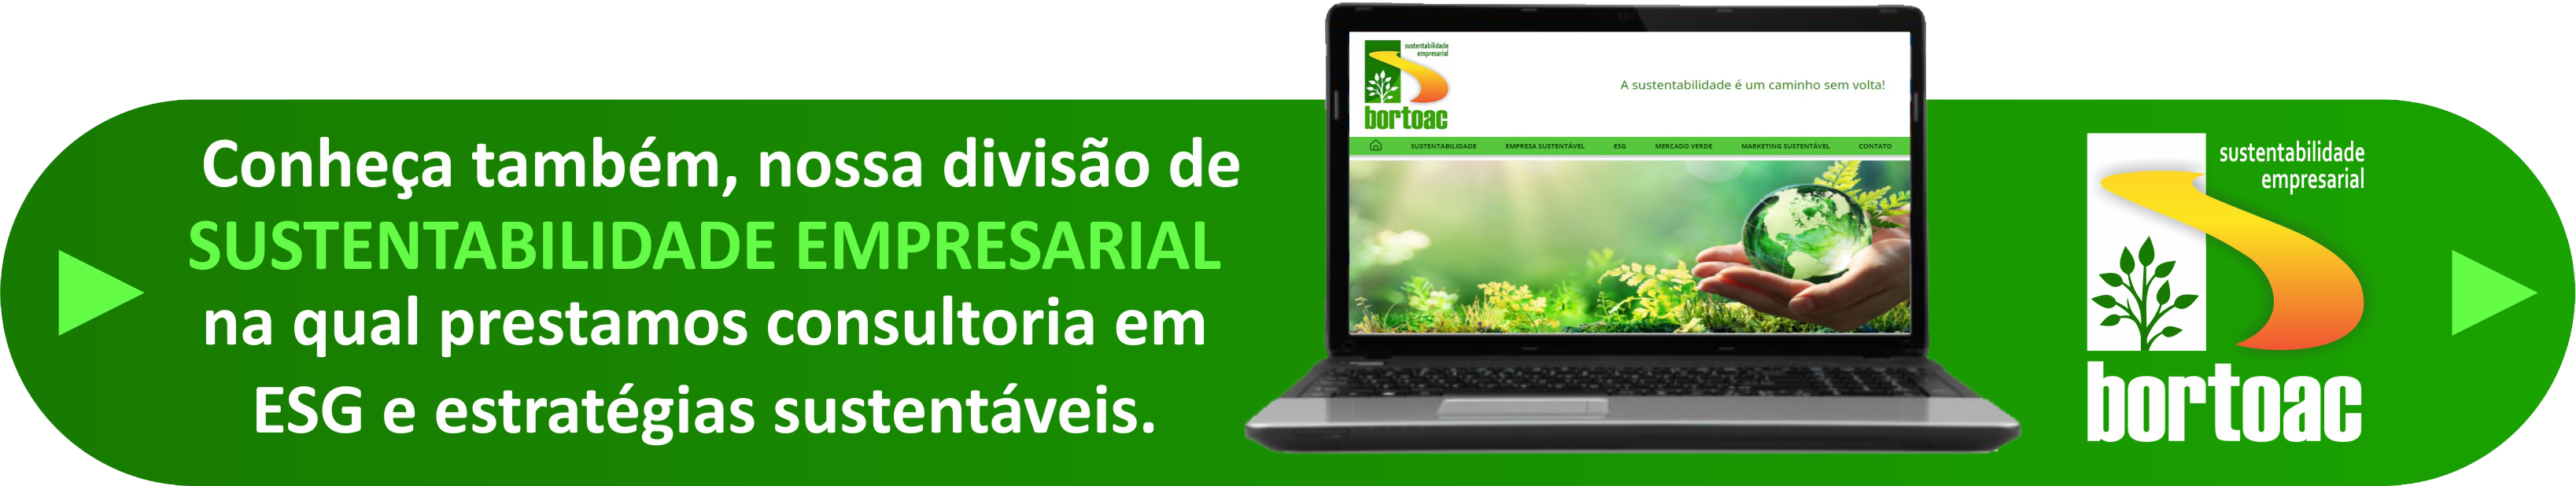 Conheça também, nossa divisão de
SUSTENTABILIDADE EMPRESARIAL
na qual prestamos consultoria em
ESG e estratégias sustentáveis.
sustentabilidade
empresarial
bortoac
A sustentabilidade é um caminho sem volta!
SUSTENTABILIDADE EMPRESA SUSTENTÁVEL ESG MERCADO VERDE MARKETING SUSTENTÁVEL CONTATO
sustentabilidade
empresarial
bortoac